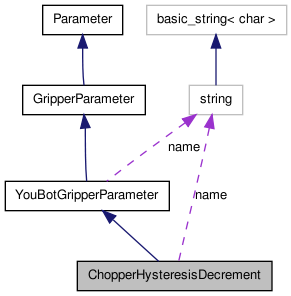 Parameter
basic_string< char >
GripperParameter
string
name
YouBotGripperParameter
name
ChopperHysteresisDecrement